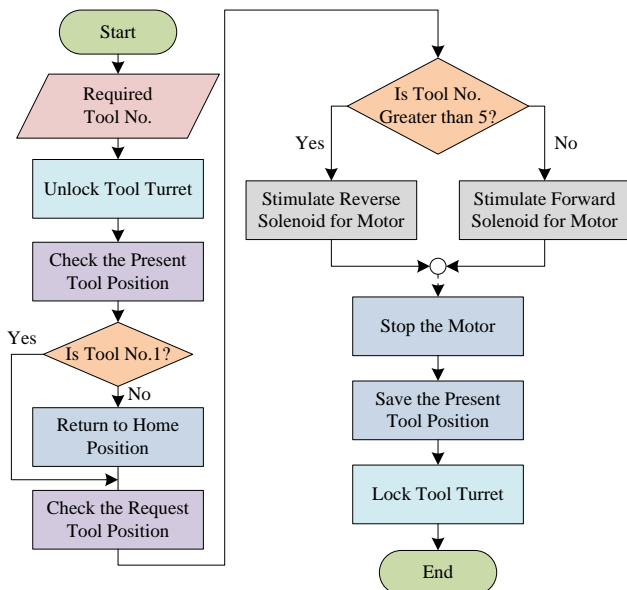 Start
Required
Tool No.
Unlock Tool Turret
Check the Present
Tool Position
Yes
Is Tool No.1?
No
Return to Home
Position
Check the Request
Tool Position
Is Tool No.
Greater than 5?
Yes
No
Stimulate Reverse
Solenoid for Motor
Stimulate Forward
Solenoid for Motor
Stop the Motor
Save the Present
Tool Position
Lock Tool Turret
End